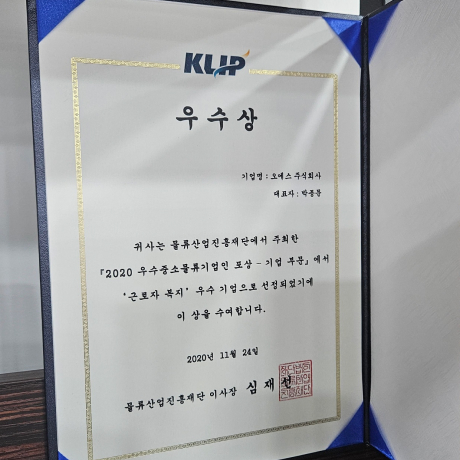 KLIP
우 수 상
기업명 : 오에스 주식회사
대표자 : 박종문
귀사는 물류산업진흥재단에서 주최한
『2020 우수중소물류기업인 포상 – 기업 부문』에서
'근로자 복지' 우수 기업으로 선정되었기에
이 상을 수여합니다.
2020년 11월 24일
물류산업진흥재단 이사장 심 재 선